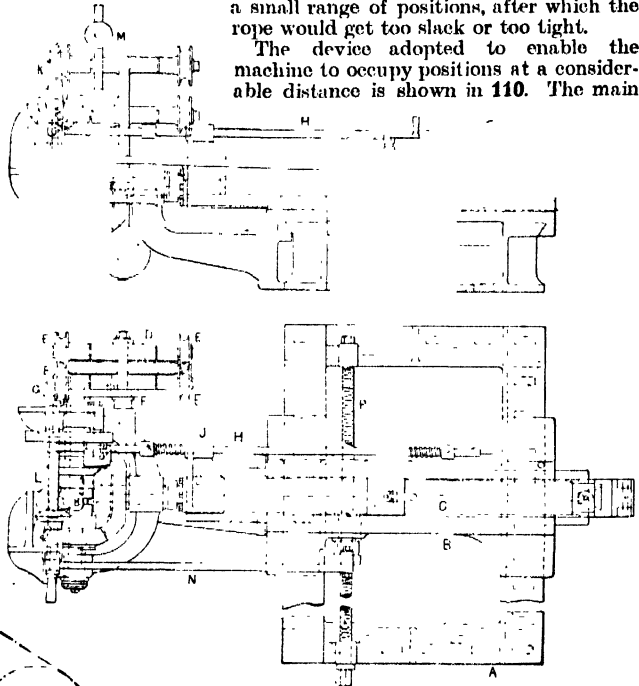 a small range of positions, after which the
rope would get too slack or too tight.
The device adopted to enable the
machine to occupy positions at a consider-
able distance is shown in 110. The main
M
K
H
E
D
E
E
G
F
E
J
H
P
L
C
B
N
A